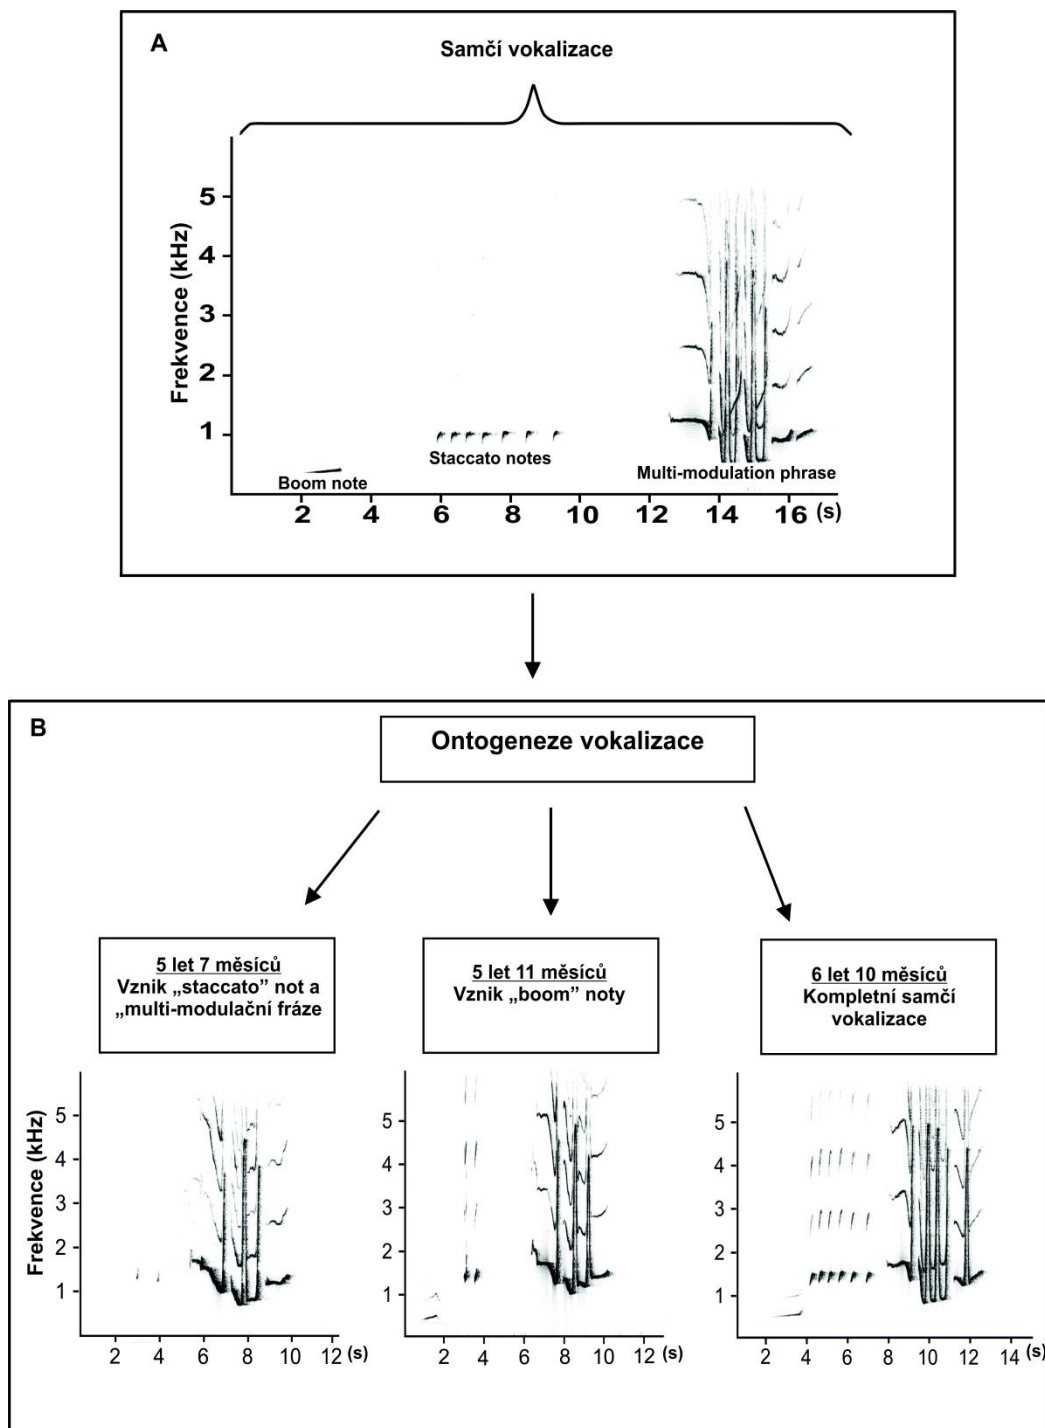 A
Samčí vokalizace
Frekvence (kHz)
5
4
3
2
1
Boom note
Staccato notes
Multi-modulation phrase
2 4 6 8 10 12 14 16 (s)
B
Ontogeneze vokalizace
5 let 7 měsíců
Vznik „staccato” not a
„multi-modulační fráze
5 let 11 měsíců
Vznik „boom” noty
6 let 10 měsíců
Kompletní samčí
vokalizace
Frekvence (kHz)
5
4
3
2
1
2 4 6 8 10 12 (s)
5
4
3
2
1
2 4 6 8 10 12 (s)
5
4
3
2
1
2 4 6 8 10 12 14 (s)